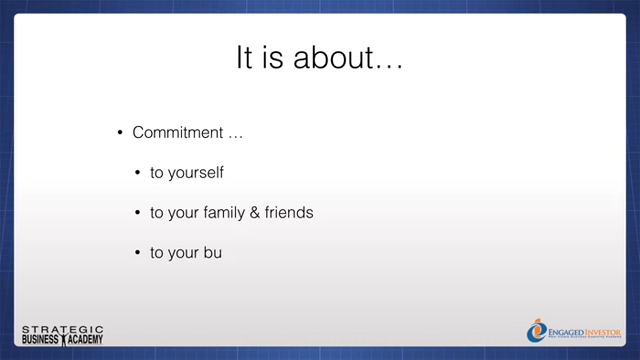 It is about…
• Commitment …
• to yourself
• to your family & friends
• to your bu
STRATEGIC
BUSINESS ACADEMY
ENGAGED INVESTOR